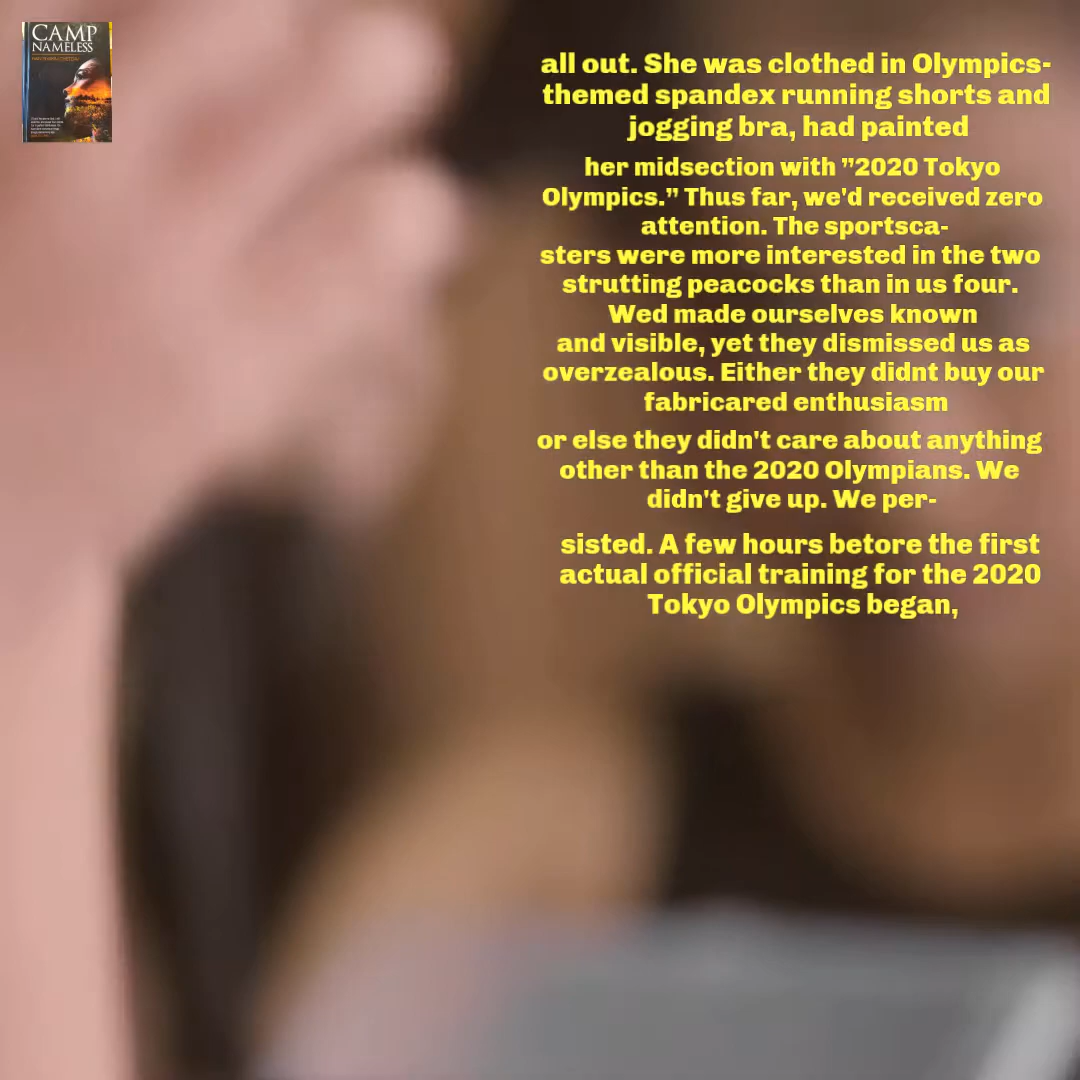 CAMP
NAMELESS
all out. She was clothed in Olympics-
themed spandex running shorts and
jogging bra, had painted
her midsection with ”2020 Tokyo
Olympics.” Thus far, we'd received zero
attention. The sportsca-
sters were more interested in the two
strutting peacocks than in us four.
Wed made ourselves known
and visible, yet they dismissed us as
overzealous. Either they didnt buy our
fabricared enthusiasm
or else they didn't care about anything
other than the 2020 Olympians. We
didn't give up. We per-
sisted. A few hours betore the first
actual official training for the 2020
Tokyo Olympics began,